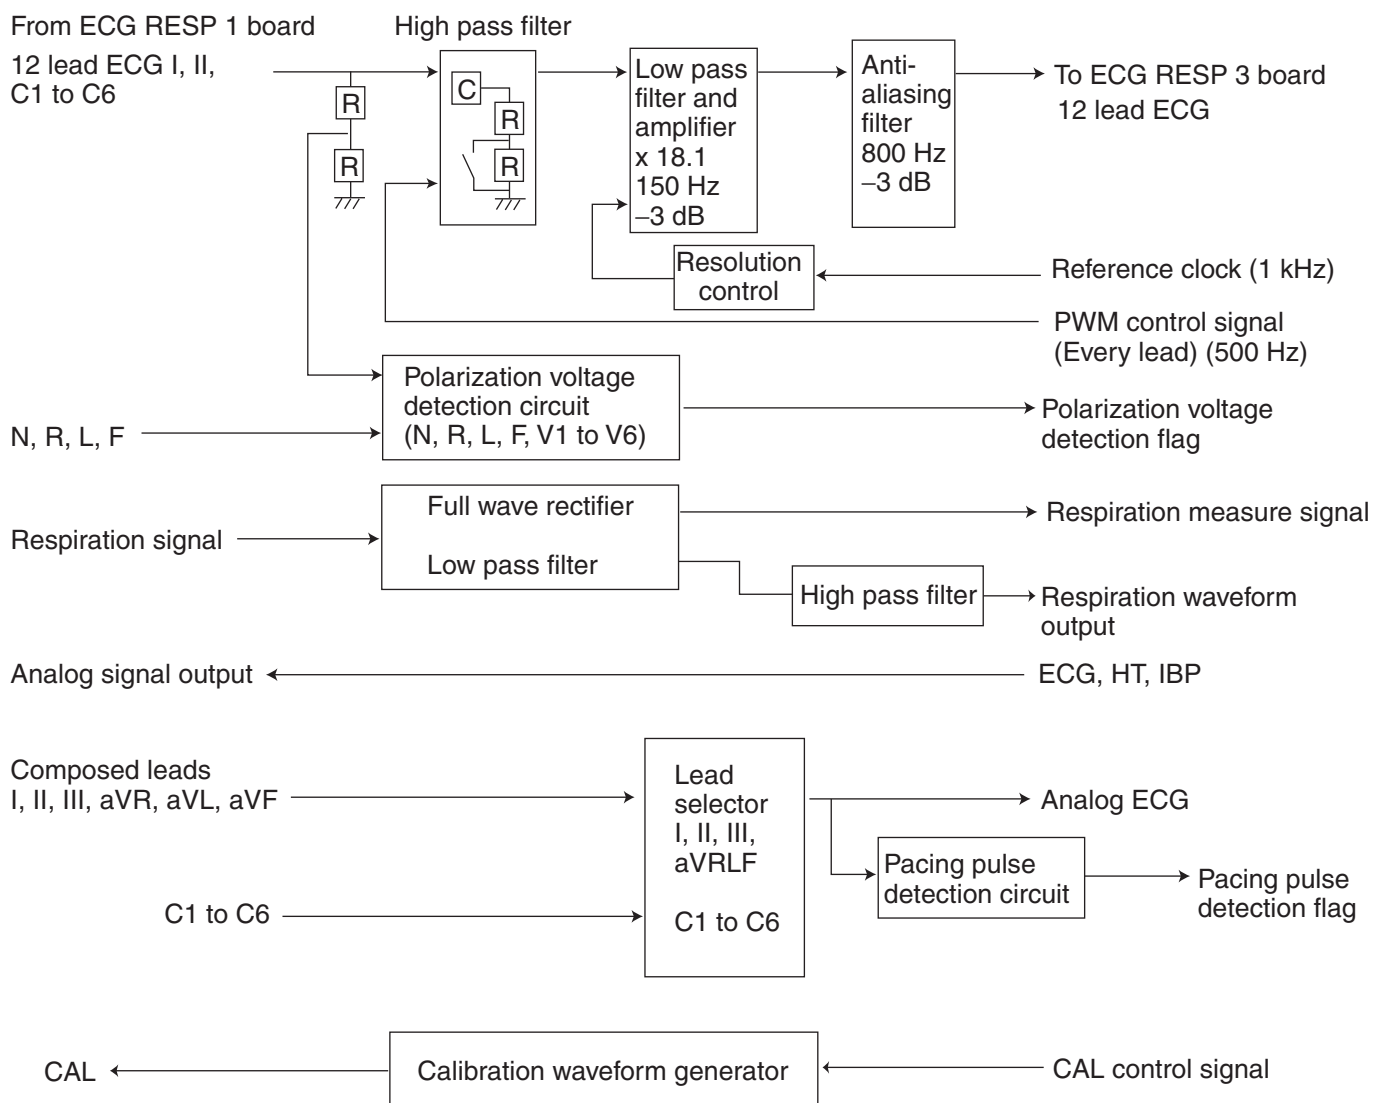 From ECG RESP 1 board
High pass filter
12 lead ECG I, II,
C1 to C6
R
R
C
R
R
Low pass
filter and
amplifier
x 18.1
150 Hz
–3 dB
Anti-
aliasing
filter
800 Hz
–3 dB
To ECG RESP 3 board
12 lead ECG
Resolution
control
Reference clock (1 kHz)
PWM control signal
(Every lead) (500 Hz)
Polarization voltage
detection circuit
(N, R, L, F, V1 to V6)
N, R, L, F
Polarization voltage
detection flag
Respiration signal
Full wave rectifier
Low pass filter
Respiration measure signal
High pass filter
Respiration waveform
output
Analog signal output
ECG, HT, IBP
Composed leads
I, II, III, aVR, aVL, aVF
C1 to C6
Lead
selector
I, II, III,
aVRLF
C1 to C6
Analog ECG
Pacing pulse
detection circuit
Pacing pulse
detection flag
CAL
Calibration waveform generator
CAL control signal